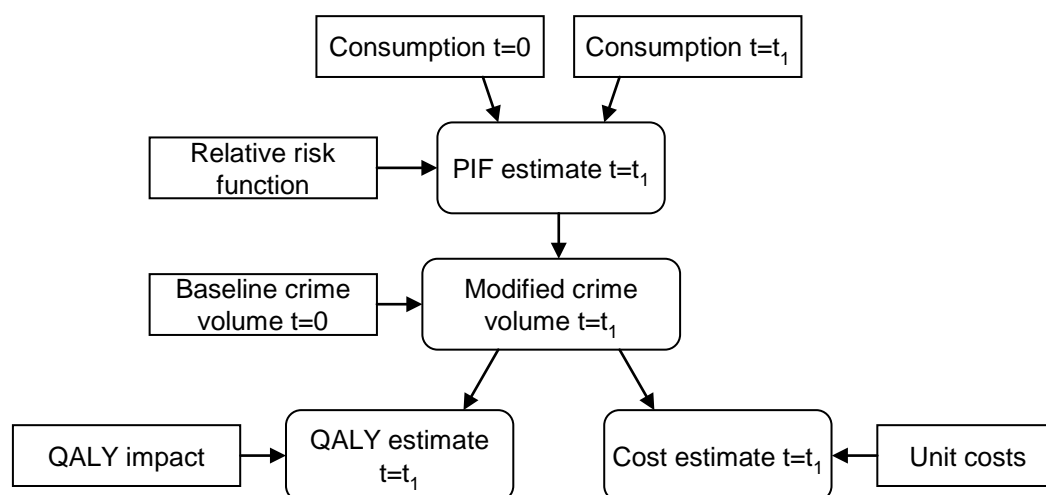 Consumption t=0
Consumption t=t₁
Relative risk
function
PIF estimate t=t₁
Baseline crime
volume t=0
Modified crime
volume t=t₁
QALY impact
QALY estimate
t=t₁
Cost estimate t=t₁
Unit costs